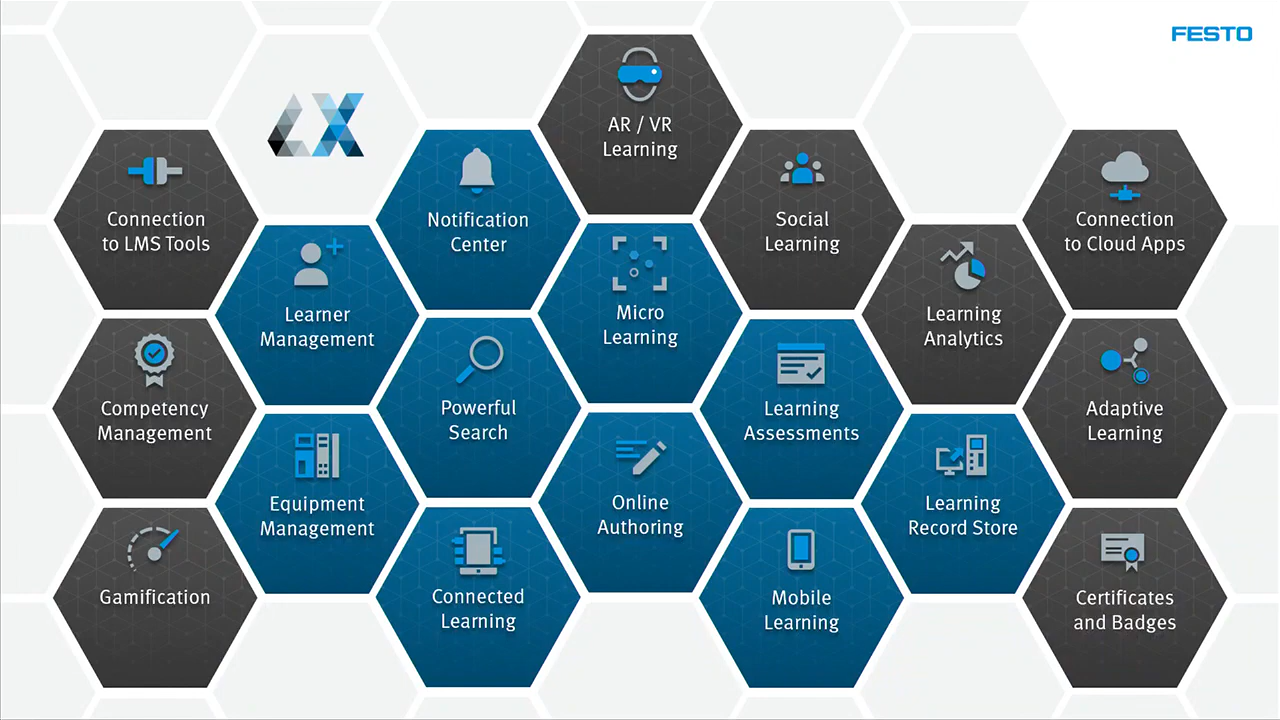 FESTO
LX
AR / VR
Learning
Connection
to LMS Tools
Notification
Center
Social
Learning
Connection
to Cloud Apps
Learner
Management
Micro
Learning
Learning
Analytics
Competency
Management
Powerful
Search
Learning
Assessments
Adaptive
Learning
Equipment
Management
Online
Authoring
Learning
Record Store
Gamification
Connected
Learning
Mobile
Learning
Certificates
and Badges